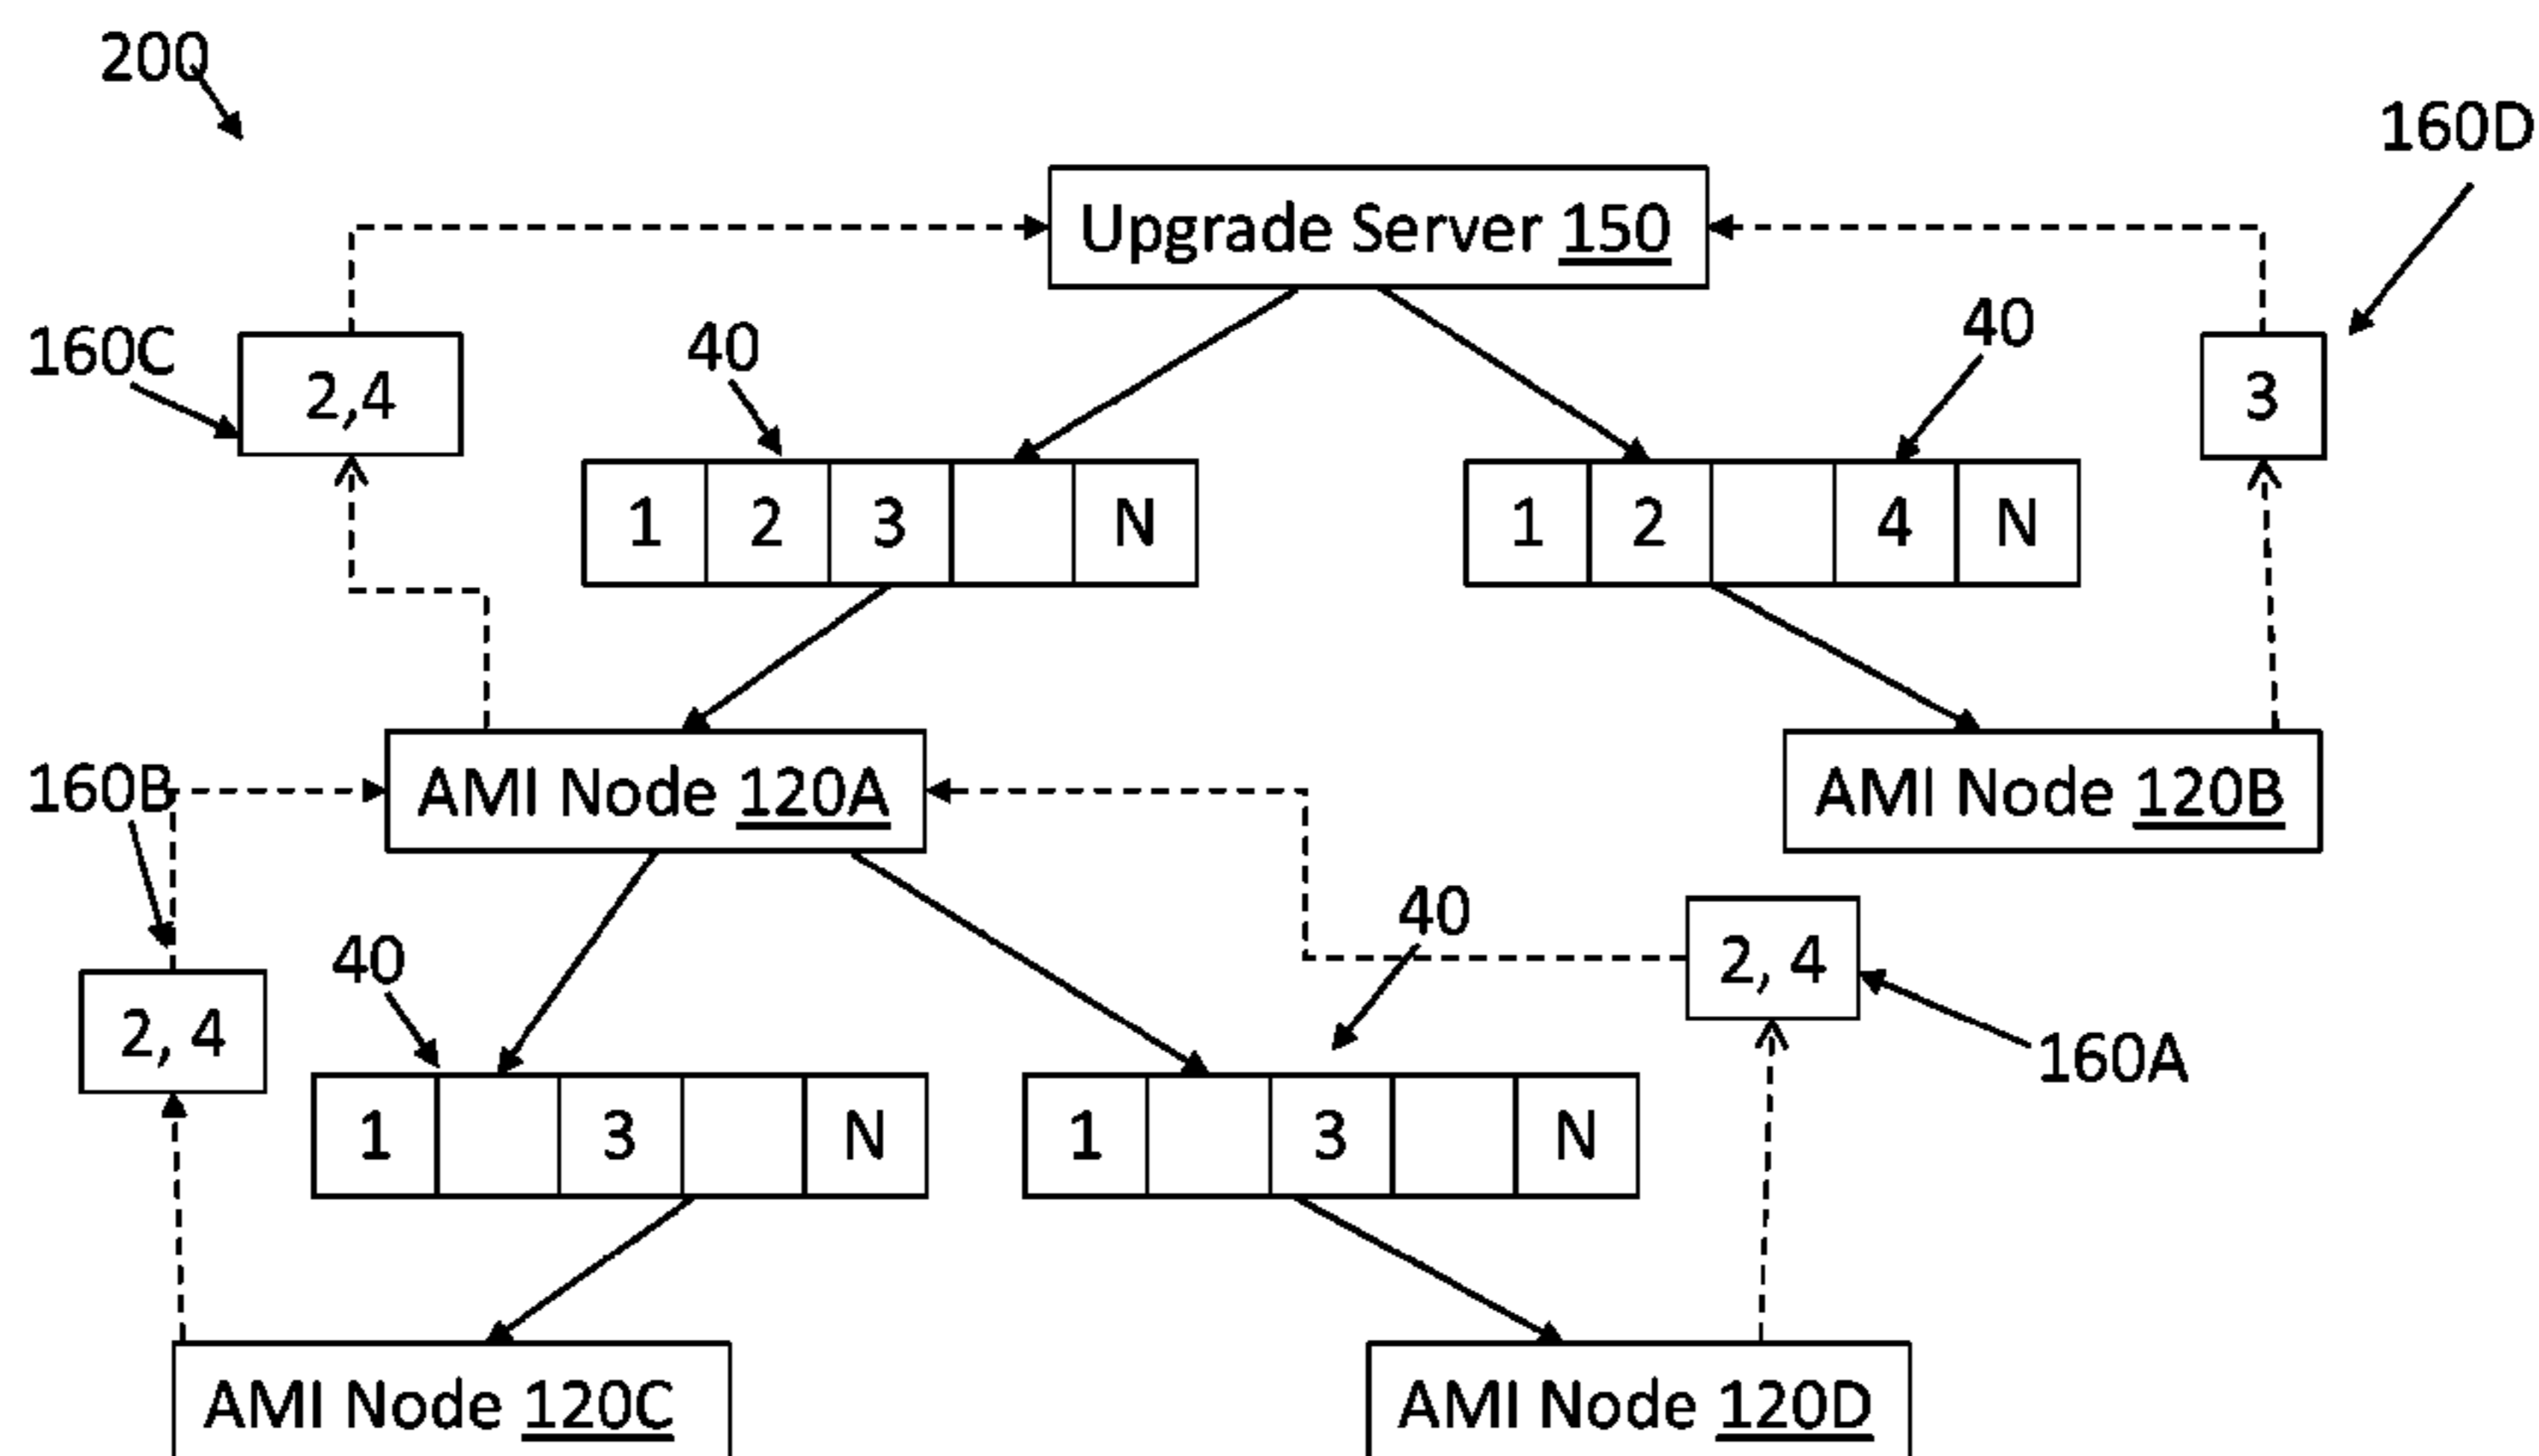 200
160D
Upgrade Server 150
160C
2,4
40
40
3
1 2 3 N
1 2 4 N
160B
AMI Node 120A
AMI Node 120B
40
40
2, 4
2, 4
160A
1 3 N
1 3 N
AMI Node 120C
AMI Node 120D